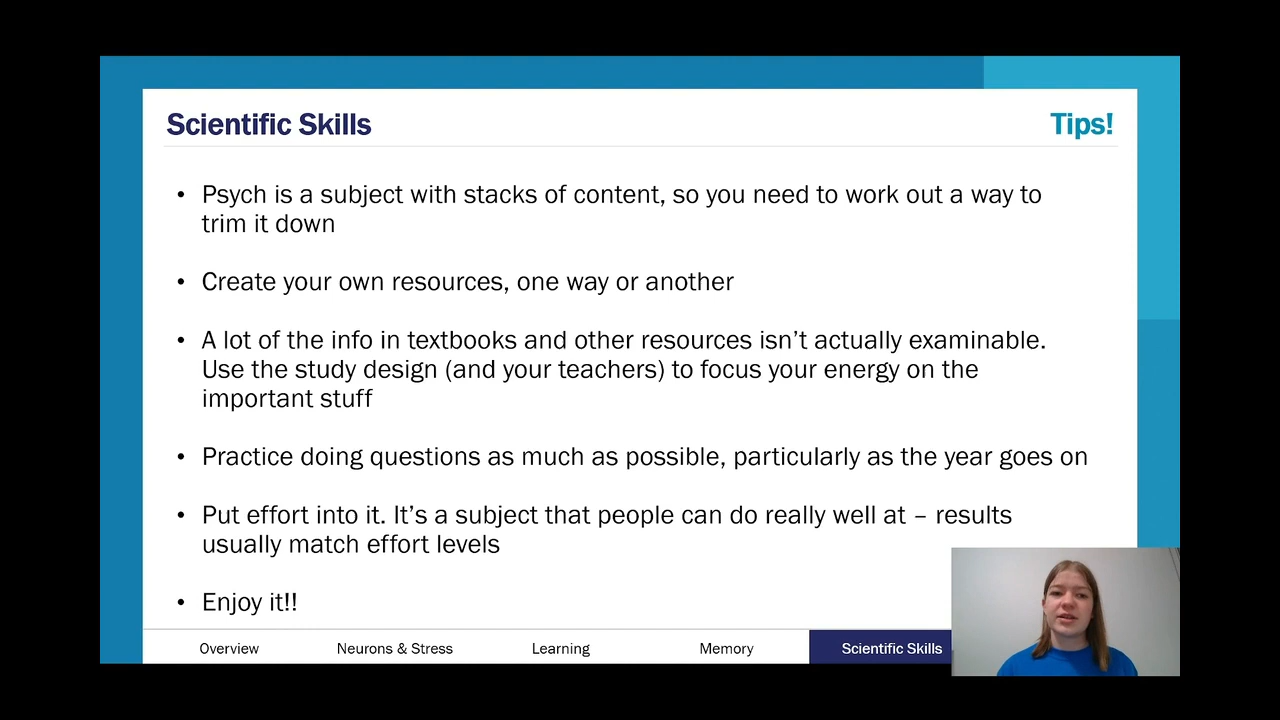 Scientific Skills
Tips!
• Psych is a subject with stacks of content, so you need to work out a way to
trim it down
• Create your own resources, one way or another
• A lot of the info in textbooks and other resources isn’t actually examinable.
Use the study design (and your teachers) to focus your energy on the
important stuff
• Practice doing questions as much as possible, particularly as the year goes on
• Put effort into it. It’s a subject that people can do really well at – results
usually match effort levels
• Enjoy it!!
Overview
Neurons & Stress
Learning
Memory
Scientific Skills